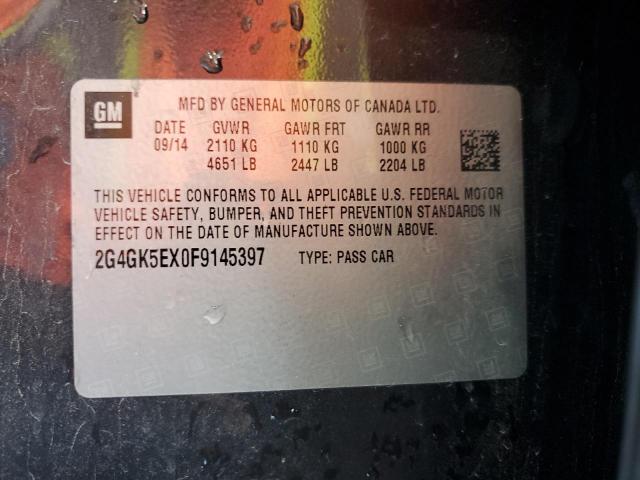 GM
MFD BY GENERAL MOTORS OF CANADA LTD.
DATE GVWR GAWR FRT GAWR RR
09/14 2110 KG 1110 KG 1000 KG
4651 LB 2447 LB 2204 LB
THIS VEHICLE CONFORMS TO ALL APPLICABLE U.S. FEDERAL MOTOR
VEHICLE SAFETY, BUMPER, AND THEFT PREVENTION STANDARDS IN
EFFECT ON THE DATE OF MANUFACTURE SHOWN ABOVE.
2G4GK5EX0F9145397 TYPE: PASS CAR